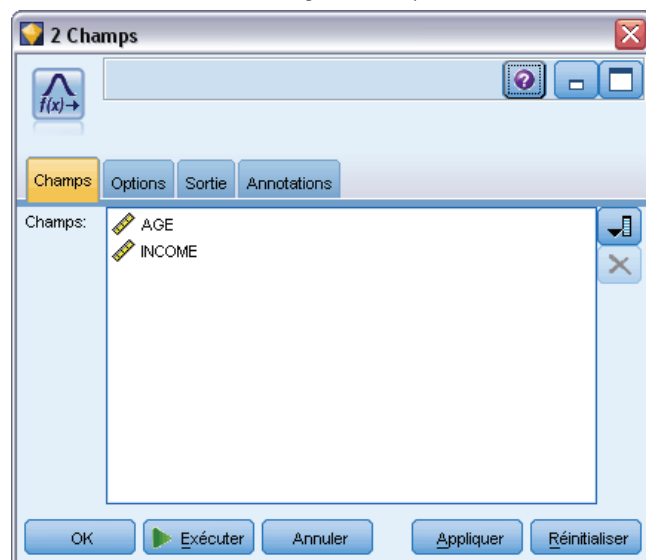 2 Champs
f(x)→
Champs Options Sortie Annotations
Champs:
AGE
INCOME
OK Exécuter Annuler Appliquer Réinitialiser